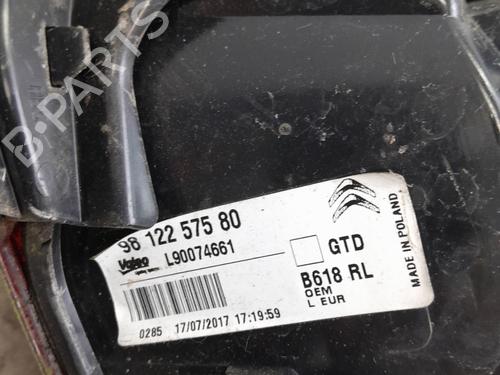 B-PARTS
98 122 575 80
Valeo L90074661
GTD
B618 RL
OEM
L EUR
MADE IN POLAND
0285 17/07/2017 17:19:59